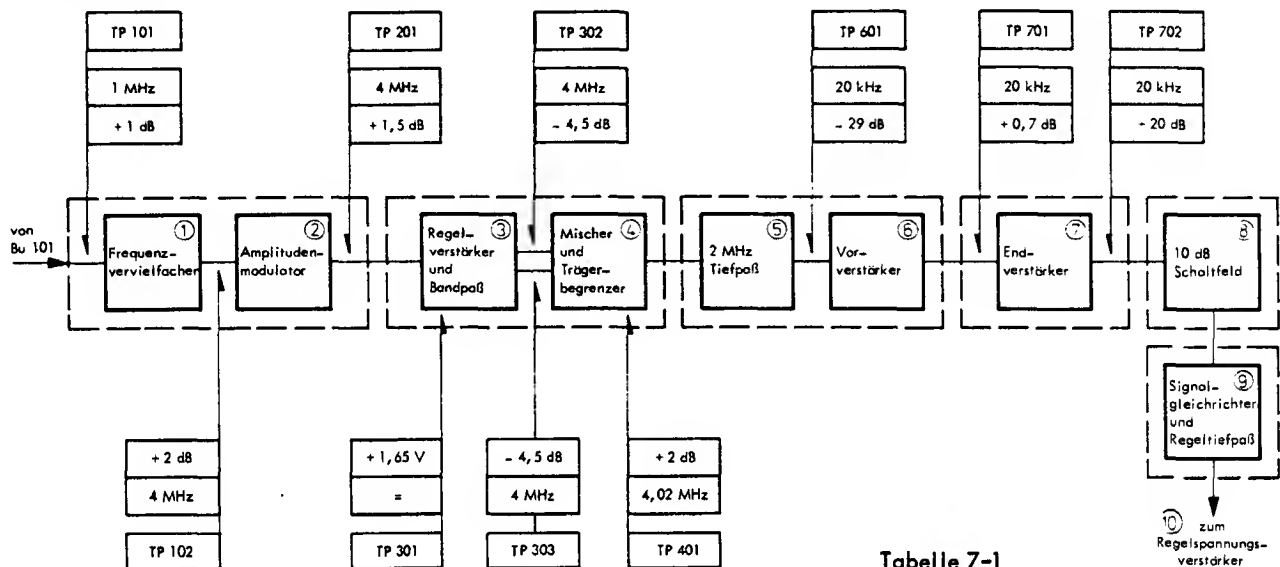 TP 101
TP 201
TP 302
TP 601
TP 701
TP 702
1 MHz
4 MHz
4 MHz
20 kHz
20 kHz
20 kHz
+ 1 dB
+ 1,5 dB
- 4,5 dB
- 29 dB
+ 0,7 dB
- 20 dB
von
Bu 101
①
Frequenz-
vervielfacher
②
Amplituden-
modulator
③
Regel-
verstärker
und
Bandpaß
④
Mischer
und
Träger-
begrenzer
⑤
2 MHz
Tiefpaß
⑥
Vor-
verstärker
⑦
End-
verstärker
⑧
10 dB
Schaltfeld
⑨
Signal-
gleichrichter
und
Regeltiefpaß
⑩ zum
Regelspannungs-
verstärker
+ 2 dB
+ 1,65 V
- 4,5 dB
+ 2 dB
4 MHz
=
4 MHz
4,02 MHz
TP 102
TP 301
TP 303
TP 401
Tabelle 7-1